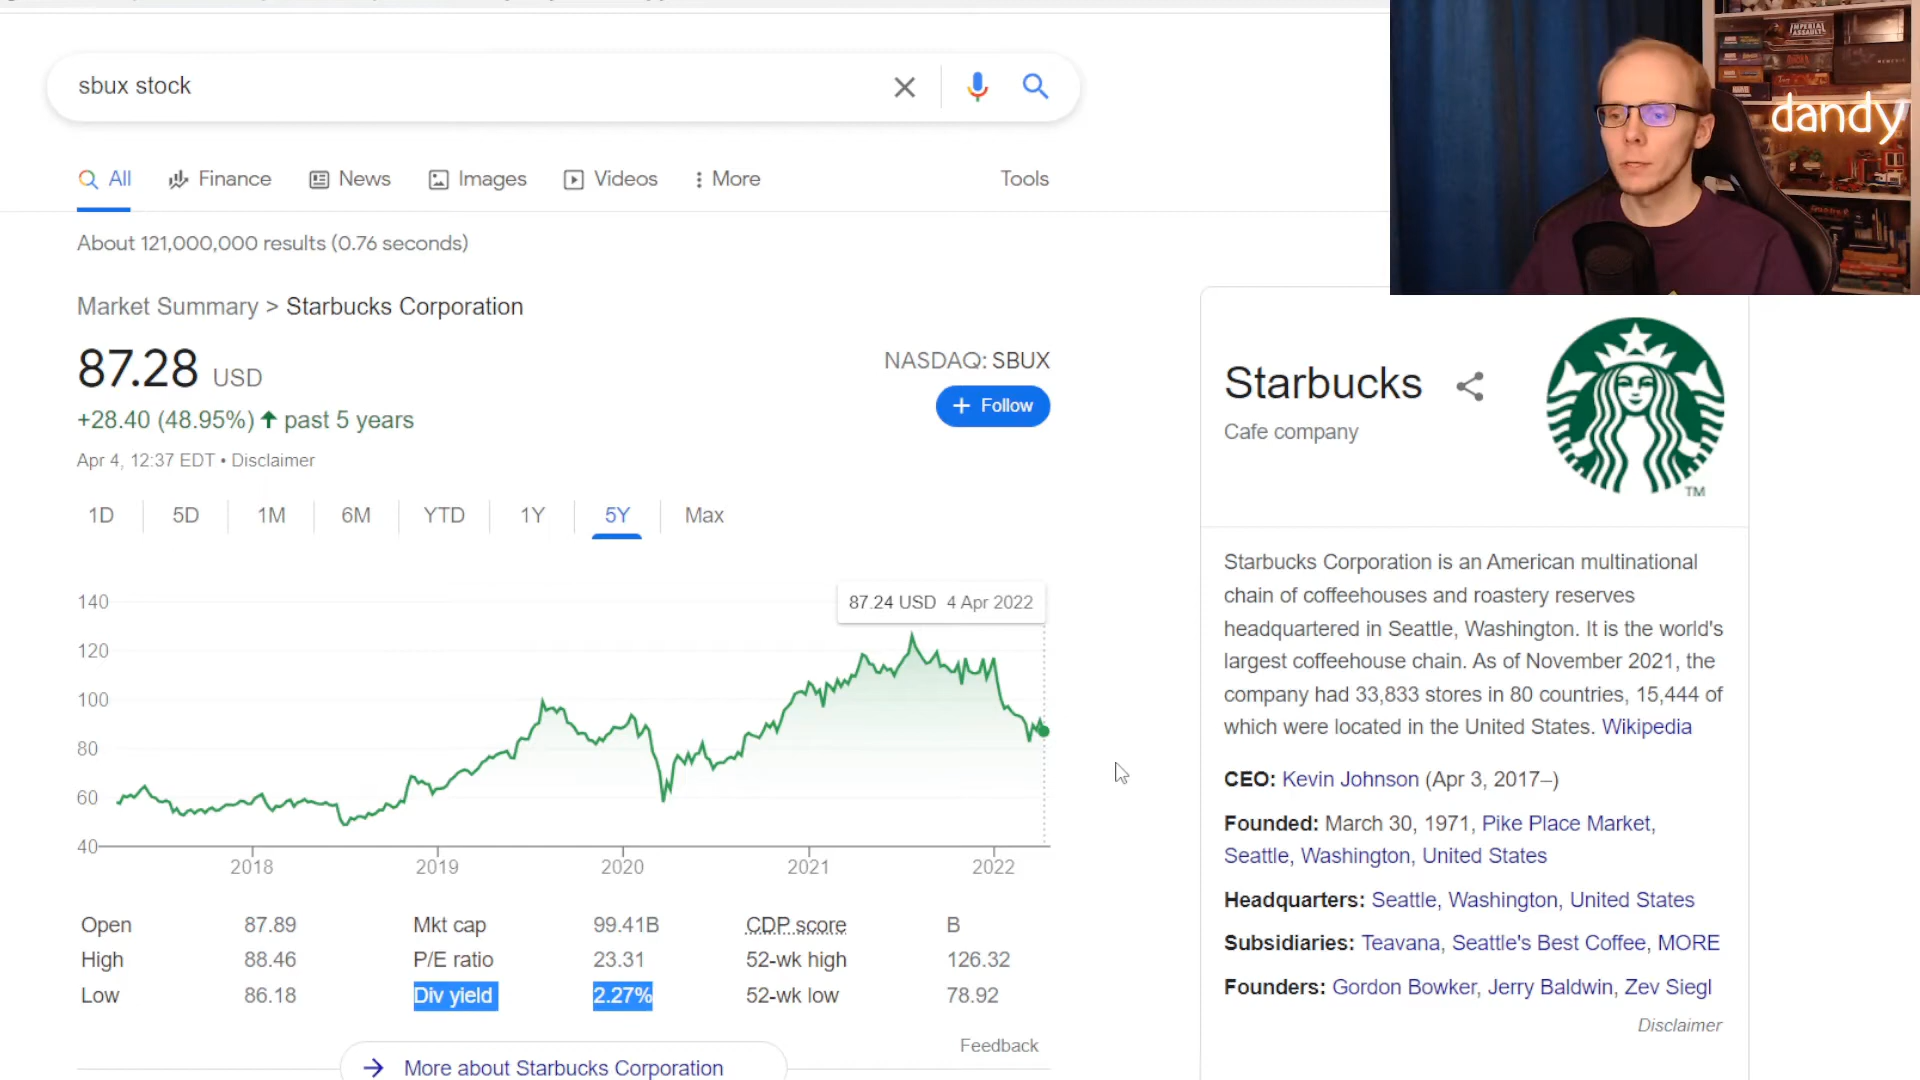 sbux stock
All
Finance
News
Images
Videos
More
Tools
About 121,000,000 results (0.76 seconds)
Market Summary > Starbucks Corporation
87.28 USD
+28.40 (48.95%) past 5 years
Apr 4, 12:37 EDT • Disclaimer
NASDAQ: SBUX
+ Follow
1D 5D 1M 6M YTD 1Y 5Y Max
87.24 USD 4 Apr 2022
140
120
100
80
60
40
2018 2019 2020 2021 2022
Open 87.89 Mkt cap 99.41B CDP score B
High 88.46 P/E ratio 23.31 52-wk high 126.32
Low 86.18 Div yield 2.27% 52-wk low 78.92
Feedback
More about Starbucks Corporation
dandy
IMPERIAL
ASSAULT
Starbucks
Cafe company
TM
Starbucks Corporation is an American multinational
chain of coffeehouses and roastery reserves
headquartered in Seattle, Washington. It is the world's
largest coffeehouse chain. As of November 2021, the
company had 33,833 stores in 80 countries, 15,444 of
which were located in the United States. Wikipedia
CEO: Kevin Johnson (Apr 3, 2017–)
Founded: March 30, 1971, Pike Place Market,
Seattle, Washington, United States
Headquarters: Seattle, Washington, United States
Subsidiaries: Teavana, Seattle's Best Coffee, MORE
Founders: Gordon Bowker, Jerry Baldwin, Zev Siegl
Disclaimer